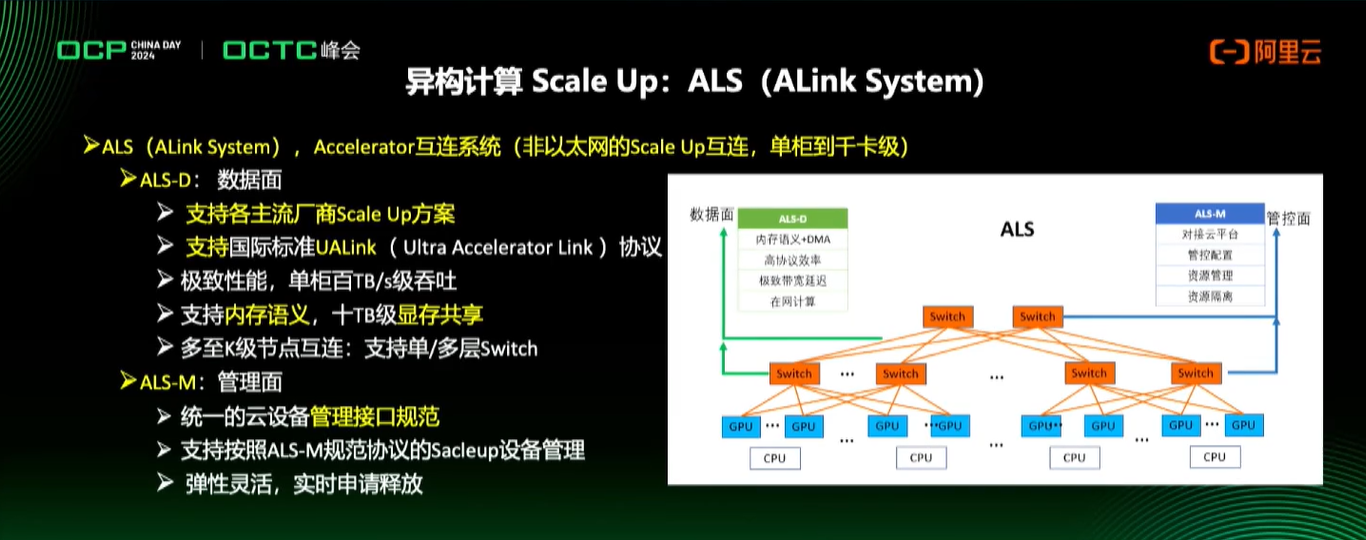 OCP CHINA DAY 2024 | OCTC峰会
阿里云
异构计算 Scale Up：ALS（ALink System）
➢ALS（ALink System），Accelerator互连系统（非以太网的Scale Up互连，单柜到千卡级）
➢ALS-D： 数据面
➢ 支持各主流厂商Scale Up方案
➢ 支持国际标准UALink （ Ultra Accelerator Link ）协议
➢ 极致性能，单柜百TB/s级吞吐
➢ 支持内存语义，十TB级显存共享
➢ 多至K级节点互连：支持单/多层Switch
➢ALS-M：管理面
➢ 统一的云设备管理接口规范
➢ 支持按照ALS-M规范协议的Sacleup设备管理
➢ 弹性灵活，实时申请释放
数据面
ALS-D
内存语义+DMA
高协议效率
极致带宽延迟
在网计算
ALS
ALS-M
对接云平台
管控配置
资源管理
资源隔离
管控面
Switch Switch
Switch ... Switch ... Switch Switch
GPU ... GPU GPU ... GPU GPU ... GPU GPU ... GPU
... ... ...
CPU CPU CPU CPU